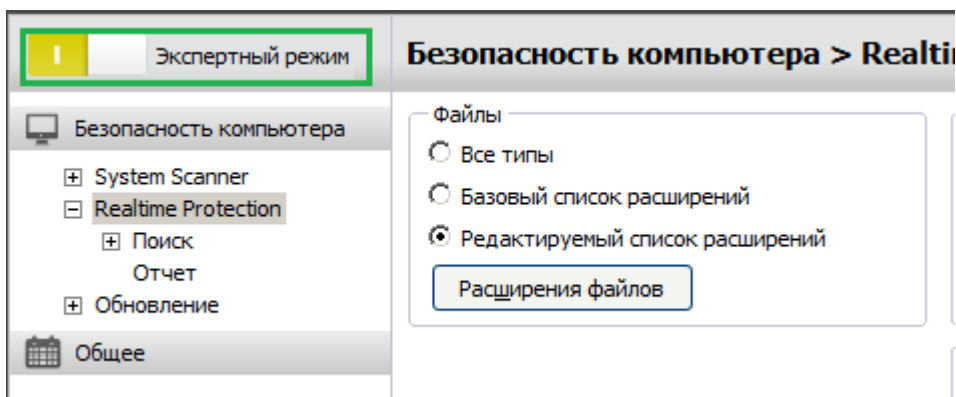 Экспертный режим
Безопасность компьютера > Realti
Безопасность компьютера
System Scanner
Realtime Protection
Поиск
Отчет
Обновление
Общее
Файлы
Все типы
Базовый список расширений
Редактируемый список расширений
Расширения файлов